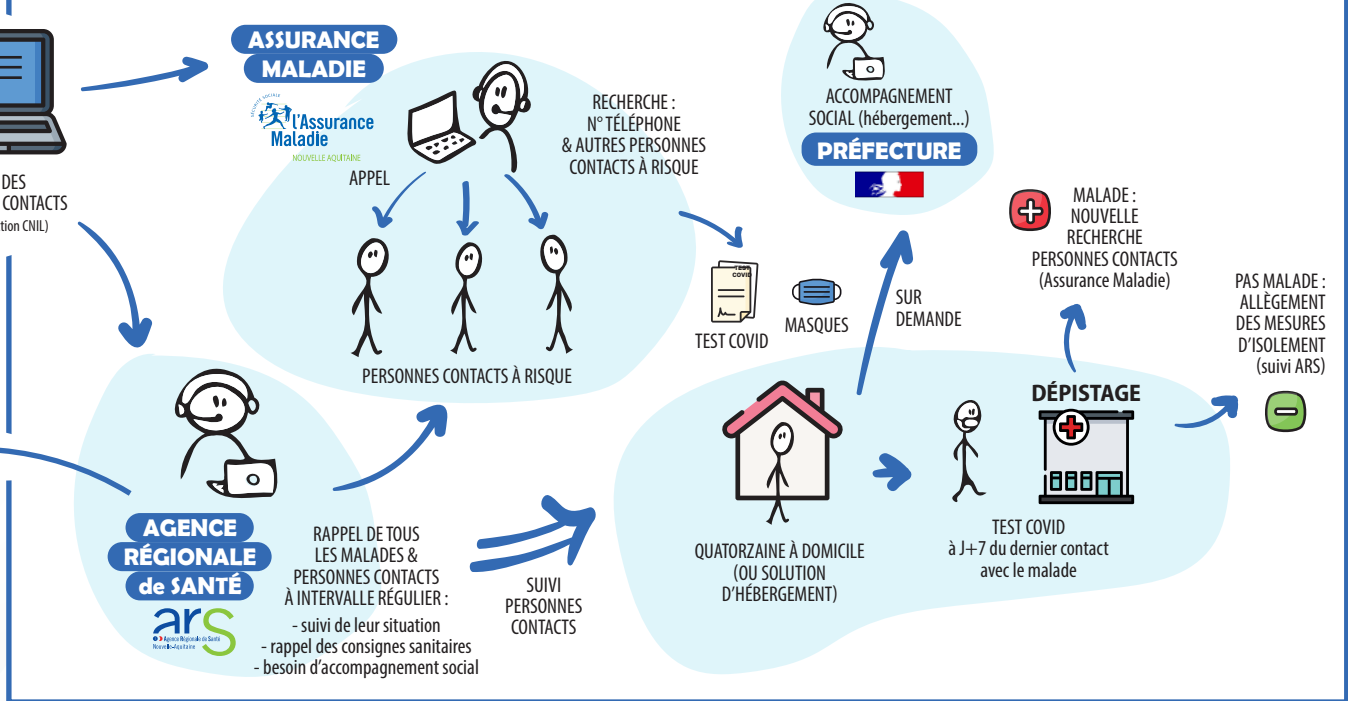 ASSURANCE
MALADIE
SÉCURITÉ SOCIALE
l'Assurance
Maladie
NOUVELLE AQUITAINE
APPEL
RECHERCHE :
N° TÉLÉPHONE
& AUTRES PERSONNES
CONTACTS À RISQUE
PERSONNES CONTACTS À RISQUE
DES
CONTACTS
tion CNIL)
ACCOMPAGNEMENT
SOCIAL (hébergement...)
PRÉFECTURE
TEST
COVID
TEST COVID
MASQUES
SUR
DEMANDE
MALADE :
NOUVELLE
RECHERCHE
PERSONNES CONTACTS
(Assurance Maladie)
PAS MALADE :
ALLÈGEMENT
DES MESURES
D'ISOLEMENT
(suivi ARS)
DÉPISTAGE
AGENCE
RÉGIONALE
de SANTÉ
ars
Agence Régionale de Santé
Nouvelle-Aquitaine
RAPPEL DE TOUS
LES MALADES &
PERSONNES CONTACTS
À INTERVALLE RÉGULIER :
- suivi de leur situation
- rappel des consignes sanitaires
- besoin d'accompagnement social
SUIVI
PERSONNES
CONTACTS
QUATORZAINE À DOMICILE
(OU SOLUTION
D'HÉBERGEMENT)
TEST COVID
à J+7 du dernier contact
avec le malade